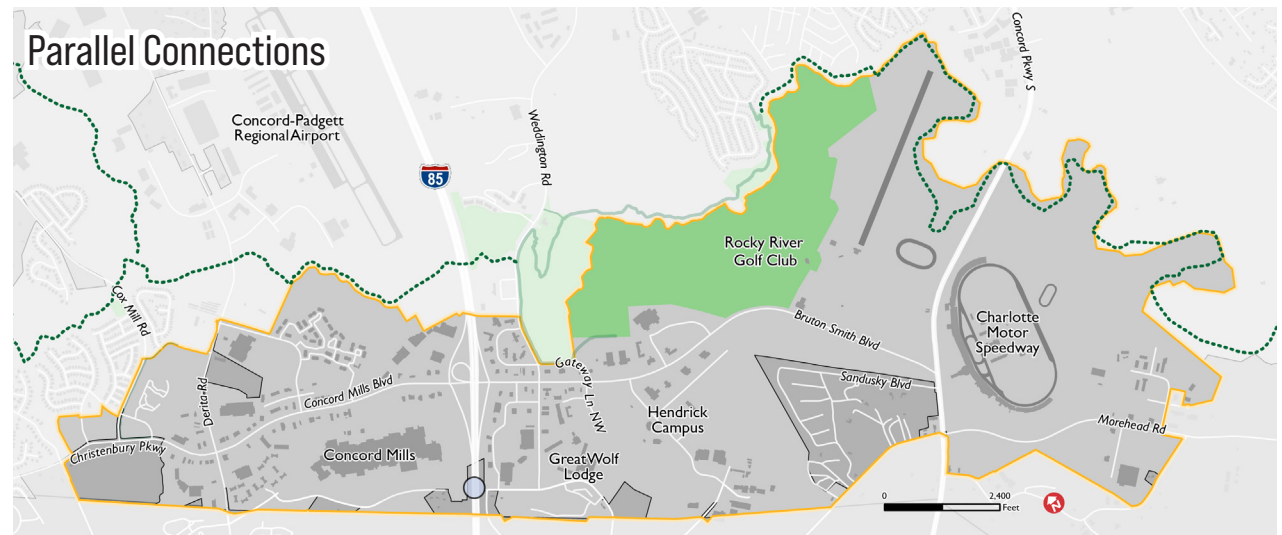 Parallel Connections
Concord Pkwy S
Concord-Padgett
Regional Airport
Weddington Rd
85
Rocky River
Golf Club
Cox Mill Rd
Charlotte
Motor
Speedway
Bruton Smith Blvd
Gateway Ln NW
Sandusky Blvd
Derita-Rd
Concord Mills Blvd
Hendrick
Campus
Morehead Rd
Christenbury Pkwy
Concord Mills
Great Wolf
Lodge
0 2,400
Feet
N